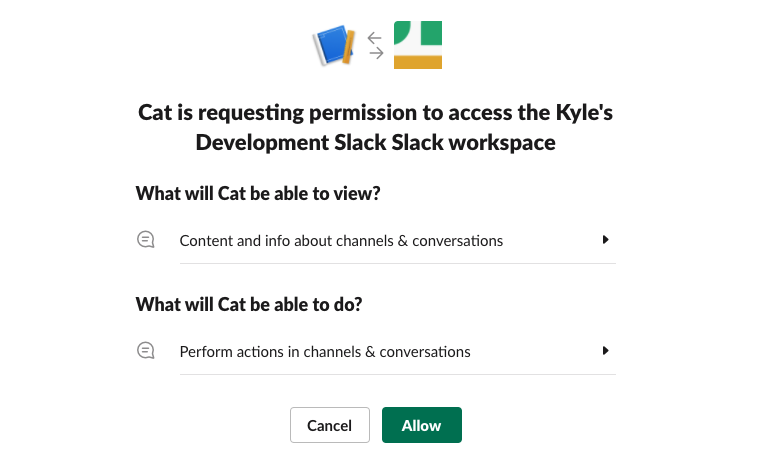 Cat is requesting permission to access the Kyle's
Development Slack Slack workspace
What will Cat be able to view?
Content and info about channels & conversations
What will Cat be able to do?
Perform actions in channels & conversations
Cancel
Allow